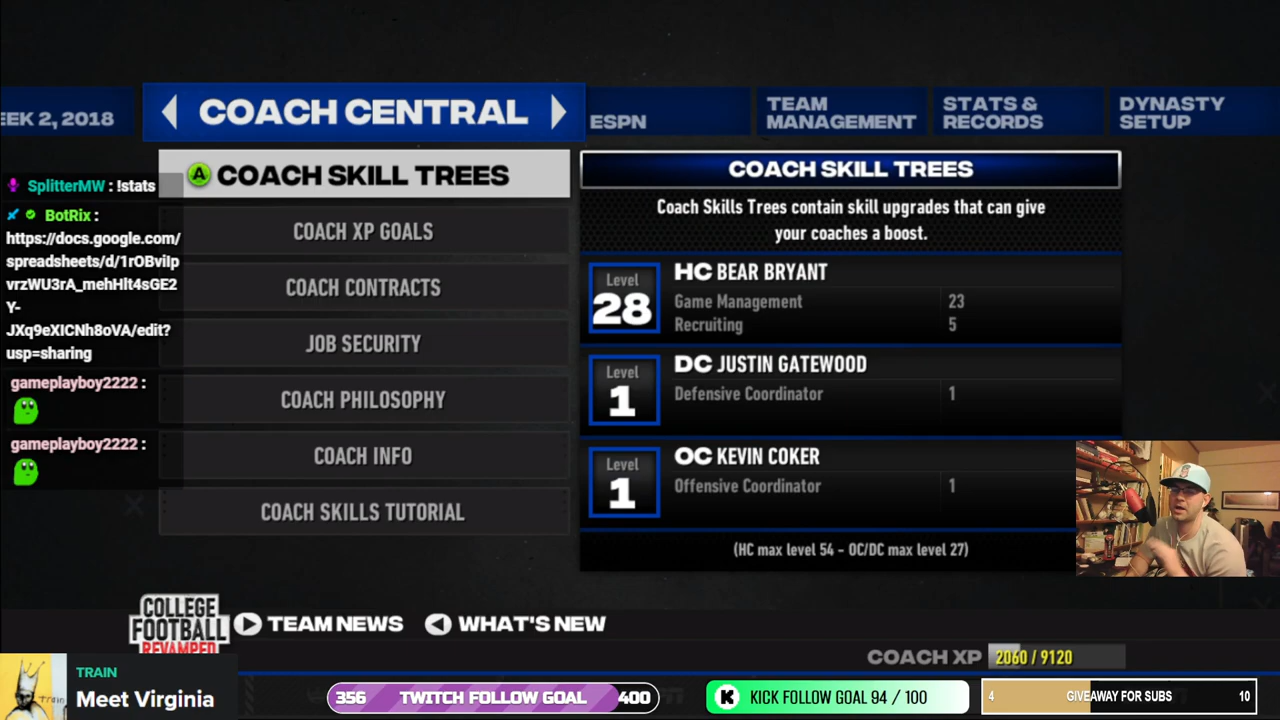 EEK 2, 2018
COACH CENTRAL
ESPN
TEAM
MANAGEMENT
STATS &
RECORDS
DYNASTY
SETUP
A COACH SKILL TREES
COACH XP GOALS
COACH CONTRACTS
JOB SECURITY
COACH PHILOSOPHY
COACH INFO
COACH SKILLS TUTORIAL
COACH SKILL TREES
Coach Skills Trees contain skill upgrades that can give
your coaches a boost.
Level
28
HC BEAR BRYANT
Game Management 23
Recruiting 5
Level
1
DC JUSTIN GATEWOOD
Defensive Coordinator 1
Level
1
OC KEVIN COKER
Offensive Coordinator 1
(HC max level 54 - OC/DC max level 27)
SplitterMW : !stats
BotRix :
https://docs.google.com/
spreadsheets/d/1rOBviIp
vrzWU3rA_mehHlt4sGE2
Y-
JXq9eXICNh8oVA/edit?
usp=sharing
gameplayboy2222 :
gameplayboy2222 :
COLLEGE
FOOTBALL
REVAMPED
TEAM NEWS
WHAT'S NEW
COACH XP 2060 / 9120
TRAIN
Meet Virginia
356 TWITCH FOLLOW GOAL 400
K KICK FOLLOW GOAL 94 / 100
4 GIVEAWAY FOR SUBS 10